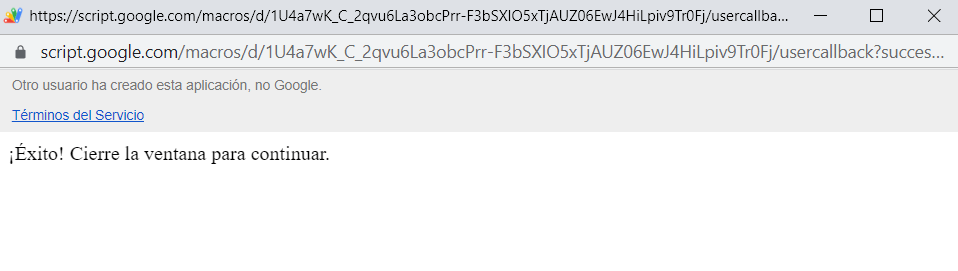 https://script.google.com/macros/d/1U4a7wK_C_2qvu6La3obcPrr-F3bSXIO5xTjAUZ06EwJ4HiLpiv9Tr0Fj/usercallba...
script.google.com/macros/d/1U4a7wK_C_2qvu6La3obcPrr-F3bSXIO5xTjAUZ06EwJ4HiLpiv9Tr0Fj/usercallback?succes...
Otro usuario ha creado esta aplicación, no Google.
Términos del Servicio
¡Éxito! Cierre la ventana para continuar.